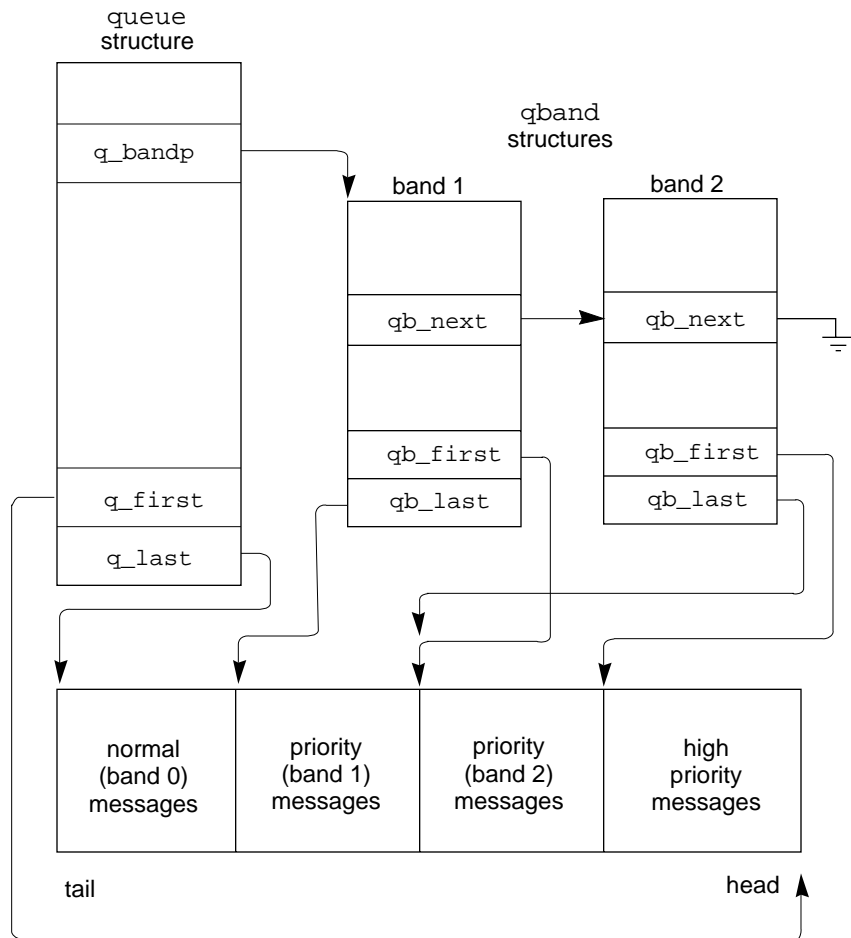 queue
structure
q_bandp
q_first
q_last
qband
structures
band 1
qb_next
qb_first
qb_last
band 2
qb_next
qb_first
qb_last
normal
(band 0)
messages
priority
(band 1)
messages
priority
(band 2)
messages
high
priority
messages
tail
head